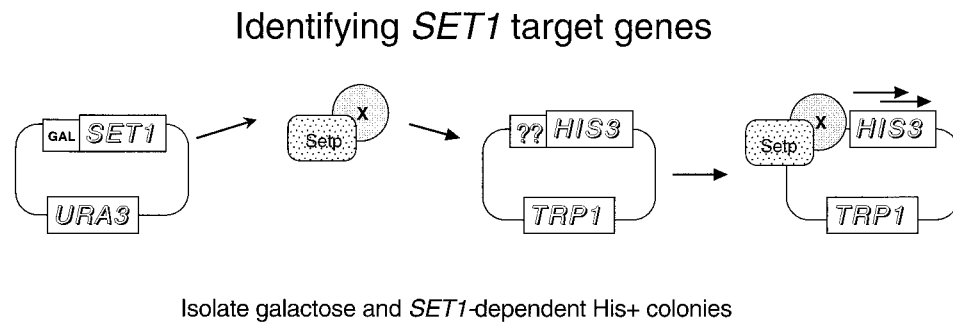 Identifying SET1 target genes
GAL SET1
URA3
X
Setp
?? HIS3
TRP1
X HIS3
Setp
TRP1
Isolate galactose and SET1-dependent His+ colonies